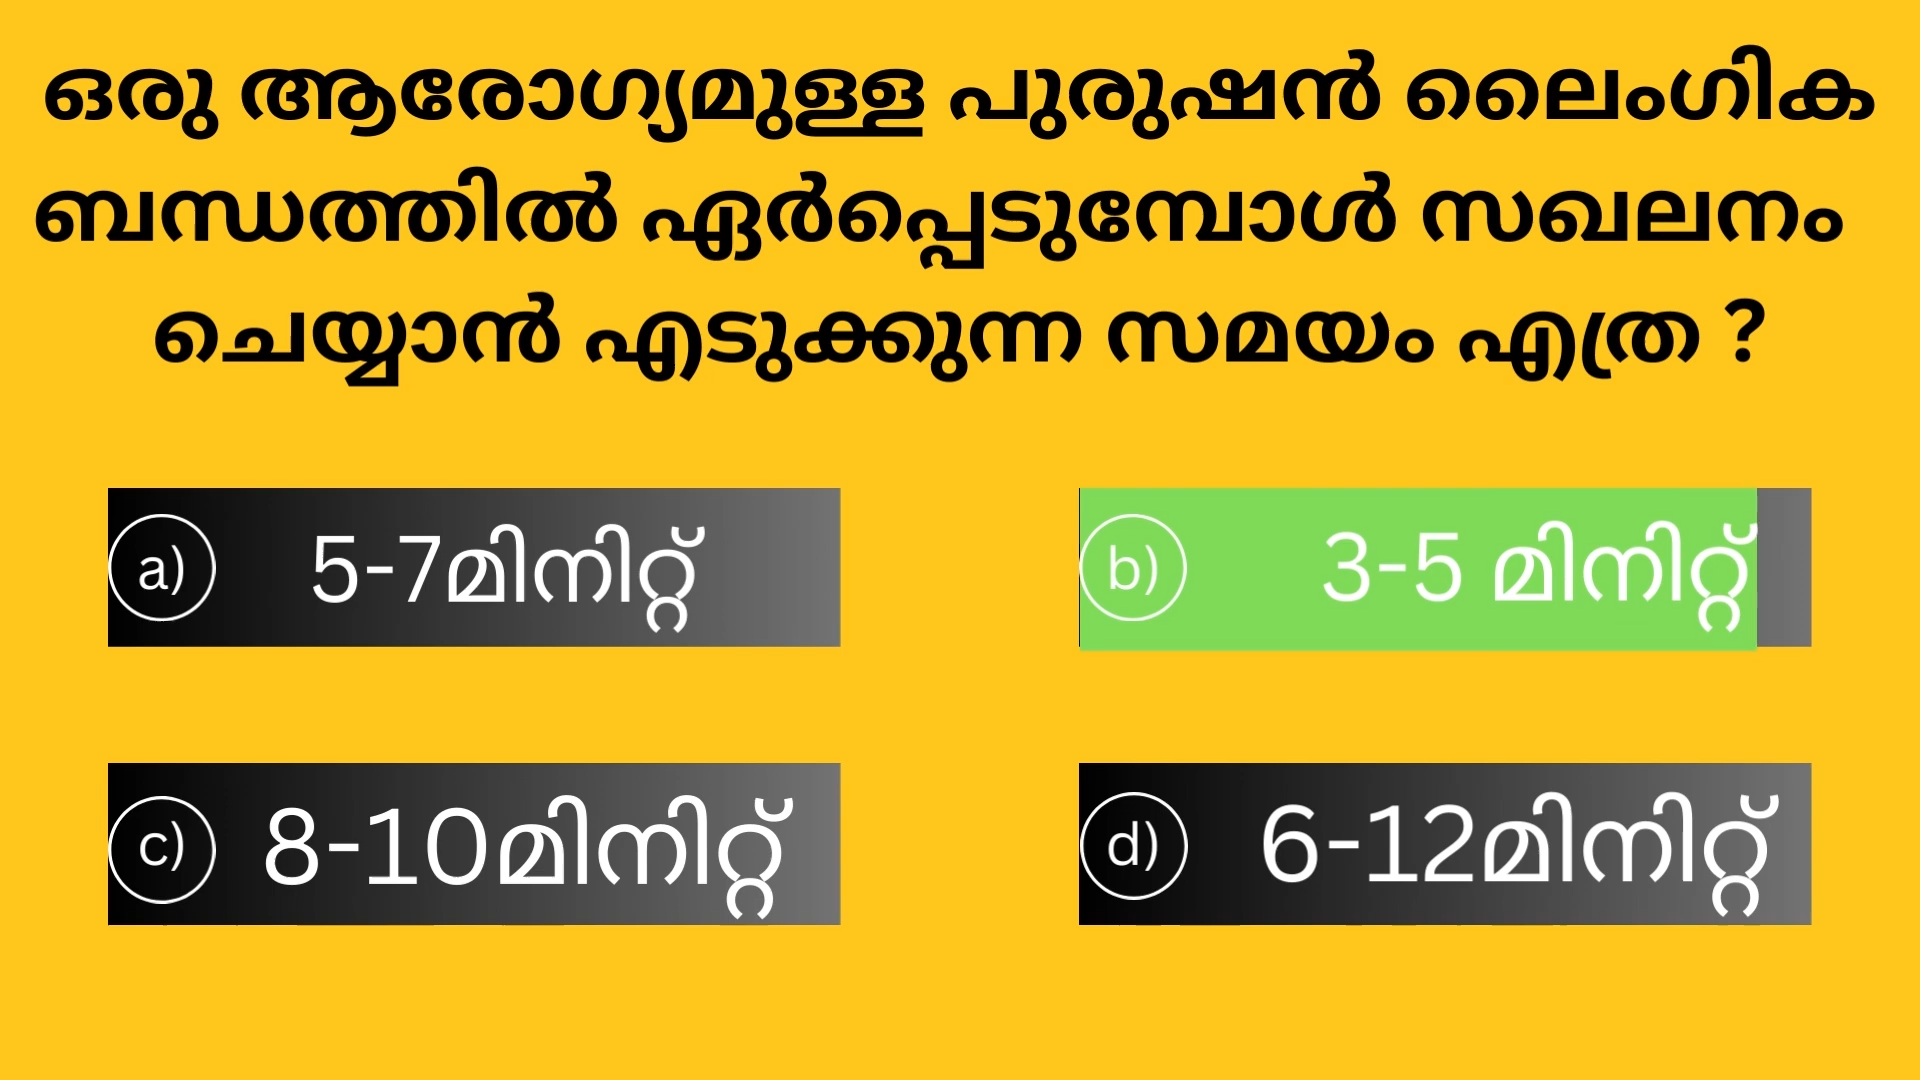 ഒരു ആരോഗ്യമുള്ള പുരുഷൻ ലൈംഗിക
ബന്ധത്തിൽ ഏർപ്പെടുമ്പോൾ സഖലനം
ചെയ്യാൻ എടുക്കുന്ന സമയം എത്ര ?
a) 5-7മിനിറ്റ്
b) 3-5 മിനിറ്റ്
c) 8-10മിനിറ്റ്
d) 6-12മിനിറ്റ്